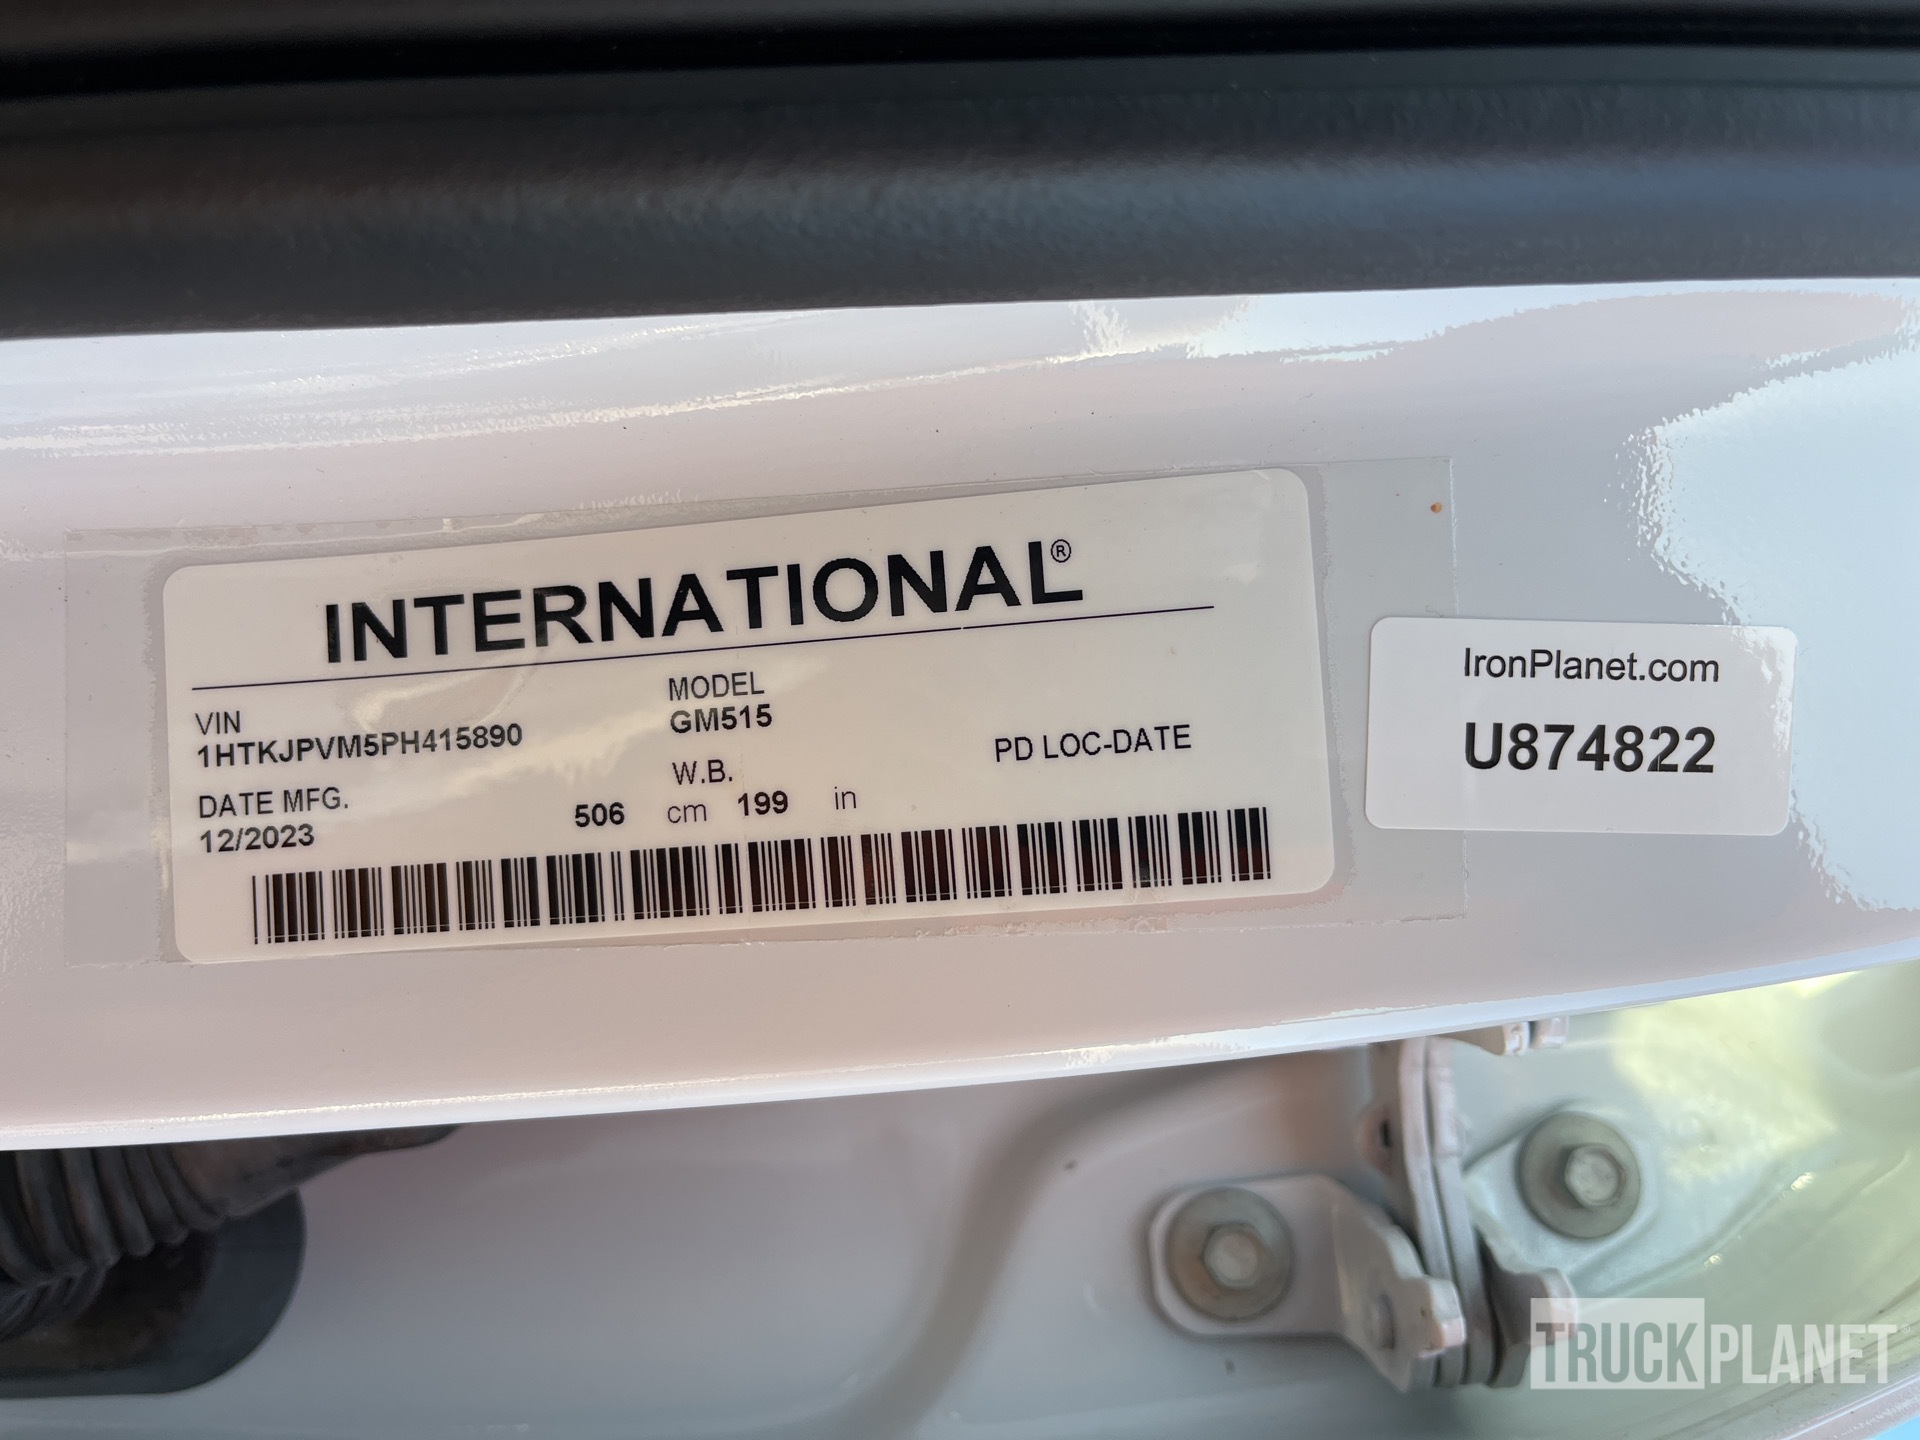 INTERNATIONAL®
VIN
1HTKJPVM5PH415890
MODEL
GM515
DATE MFG.
12/2023
W.B.
506 cm 199 in
PD LOC-DATE
IronPlanet.com
U874822
TRUCKPLANET